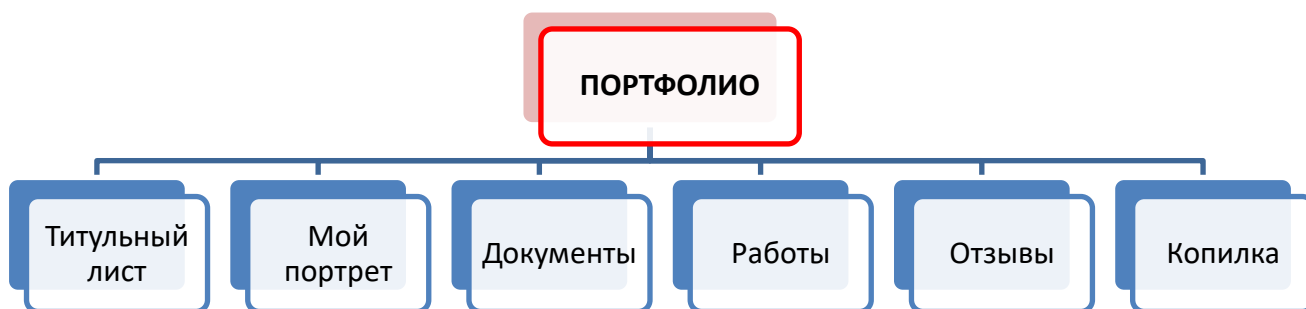 ПОРТФОЛИО
Титульный
лист
Мой
портрет
Документы
Работы
Отзывы
Копилка